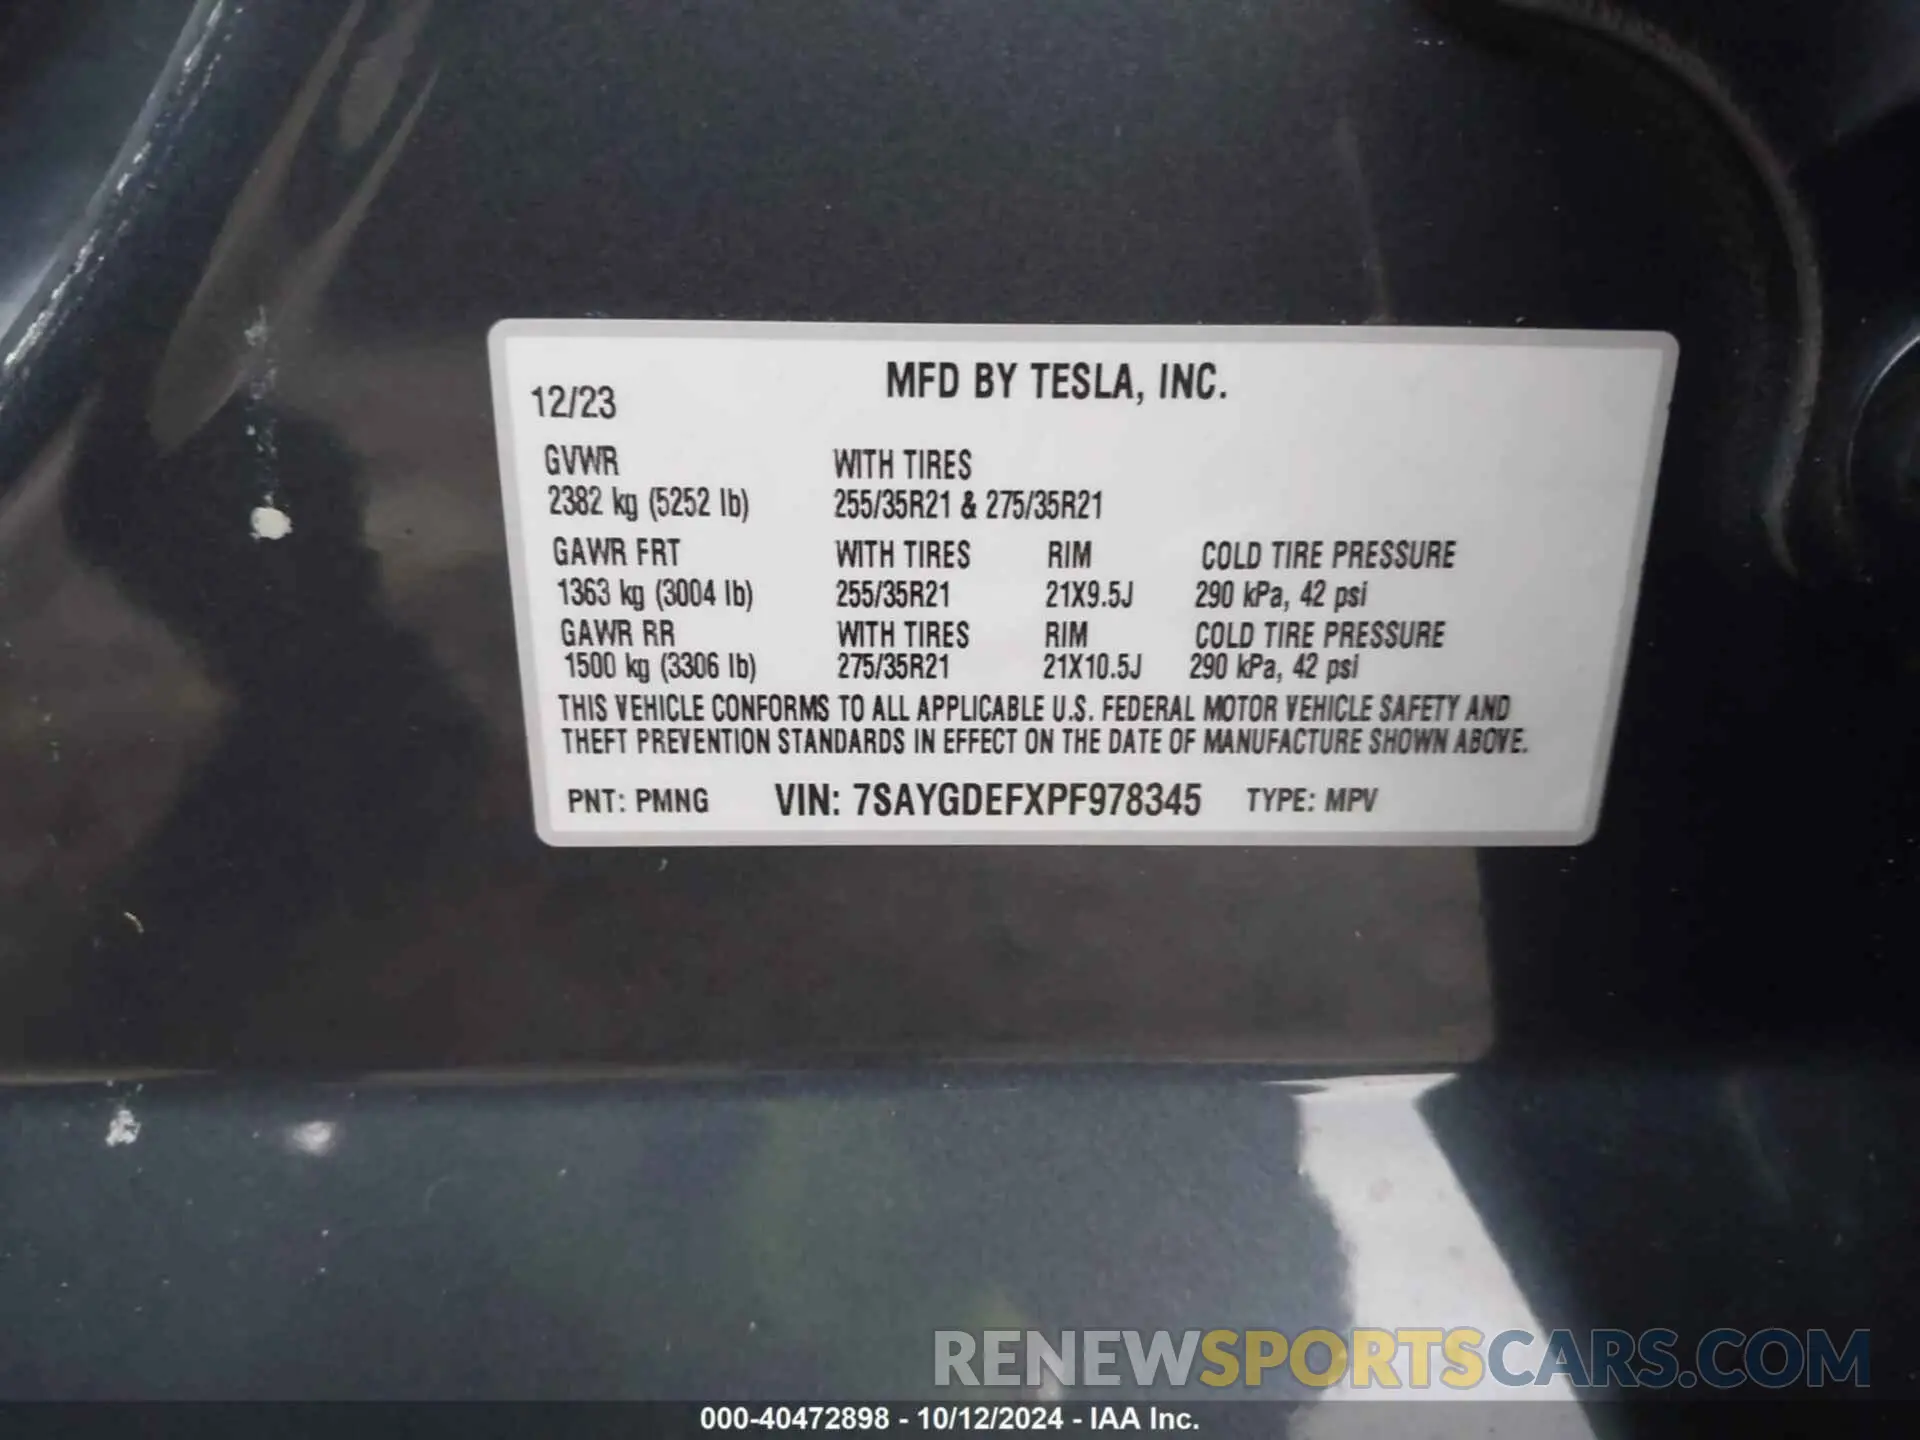 12/23 MFD BY TESLA, INC.
GVWR WITH TIRES
2382 kg (5252 lb) 255/35R21 & 275/35R21
GAWR FRT WITH TIRES RIM COLD TIRE PRESSURE
1363 kg (3004 lb) 255/35R21 21X9.5J 290 kPa, 42 psi
GAWR RR WITH TIRES RIM COLD TIRE PRESSURE
1500 kg (3306 lb) 275/35R21 21X10.5J 290 kPa, 42 psi
THIS VEHICLE CONFORMS TO ALL APPLICABLE U.S. FEDERAL MOTOR VEHICLE SAFETY AND
THEFT PREVENTION STANDARDS IN EFFECT ON THE DATE OF MANUFACTURE SHOWN ABOVE.
PNT: PMNG VIN: 7SAYGDEFXPF978345 TYPE: MPV
RENEWSPORTSCARS.COM
000-40472898 - 10/12/2024 - IAA Inc.